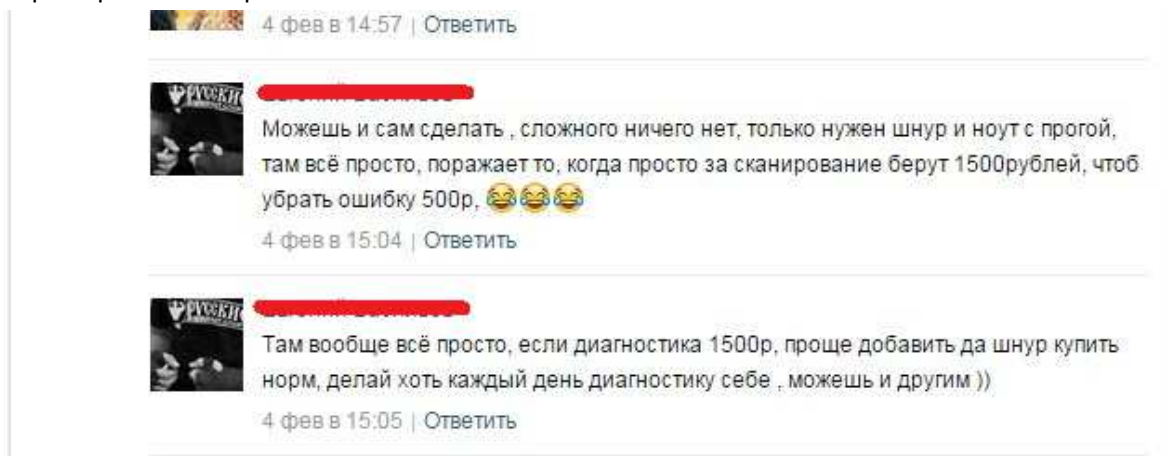 4 фев в 14:57 | Ответить
РУССКИ
Можешь и сам сделать , сложного ничего нет, только нужен шнур и ноут с прогой,
там всё просто, поражает то, когда просто за сканирование берут 1500рублей, чтоб
убрать ошибку 500р, 😂😂😂
4 фев в 15:04 | Ответить
РУССКИ
Там вообще всё просто, если диагностика 1500р, проще добавить да шнур купить
норм, делай хоть каждый день диагностику себе , можешь и другим ))
4 фев в 15:05 | Ответить